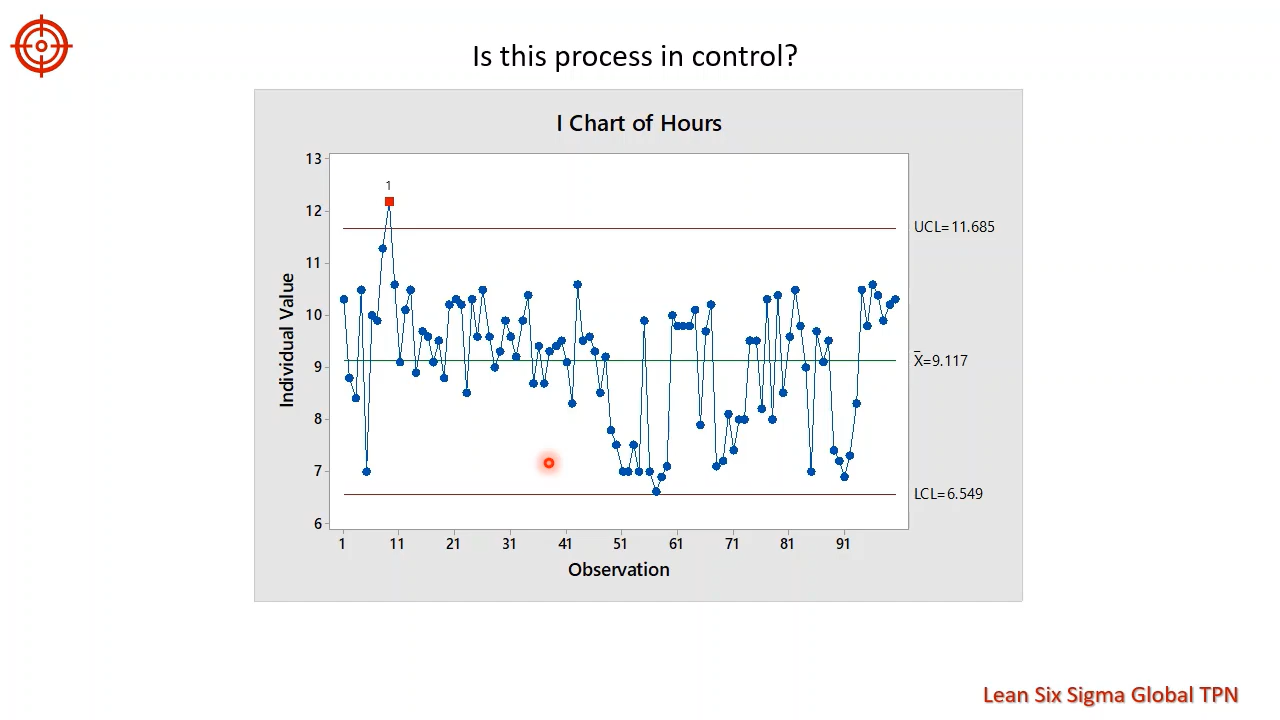 Is this process in control?
I Chart of Hours
13
12
11
10
9
8
7
6
1
UCL=11.685
X̅=9.117
LCL=6.549
Individual Value
1 11 21 31 41 51 61 71 81 91
Observation
Lean Six Sigma Global TPN